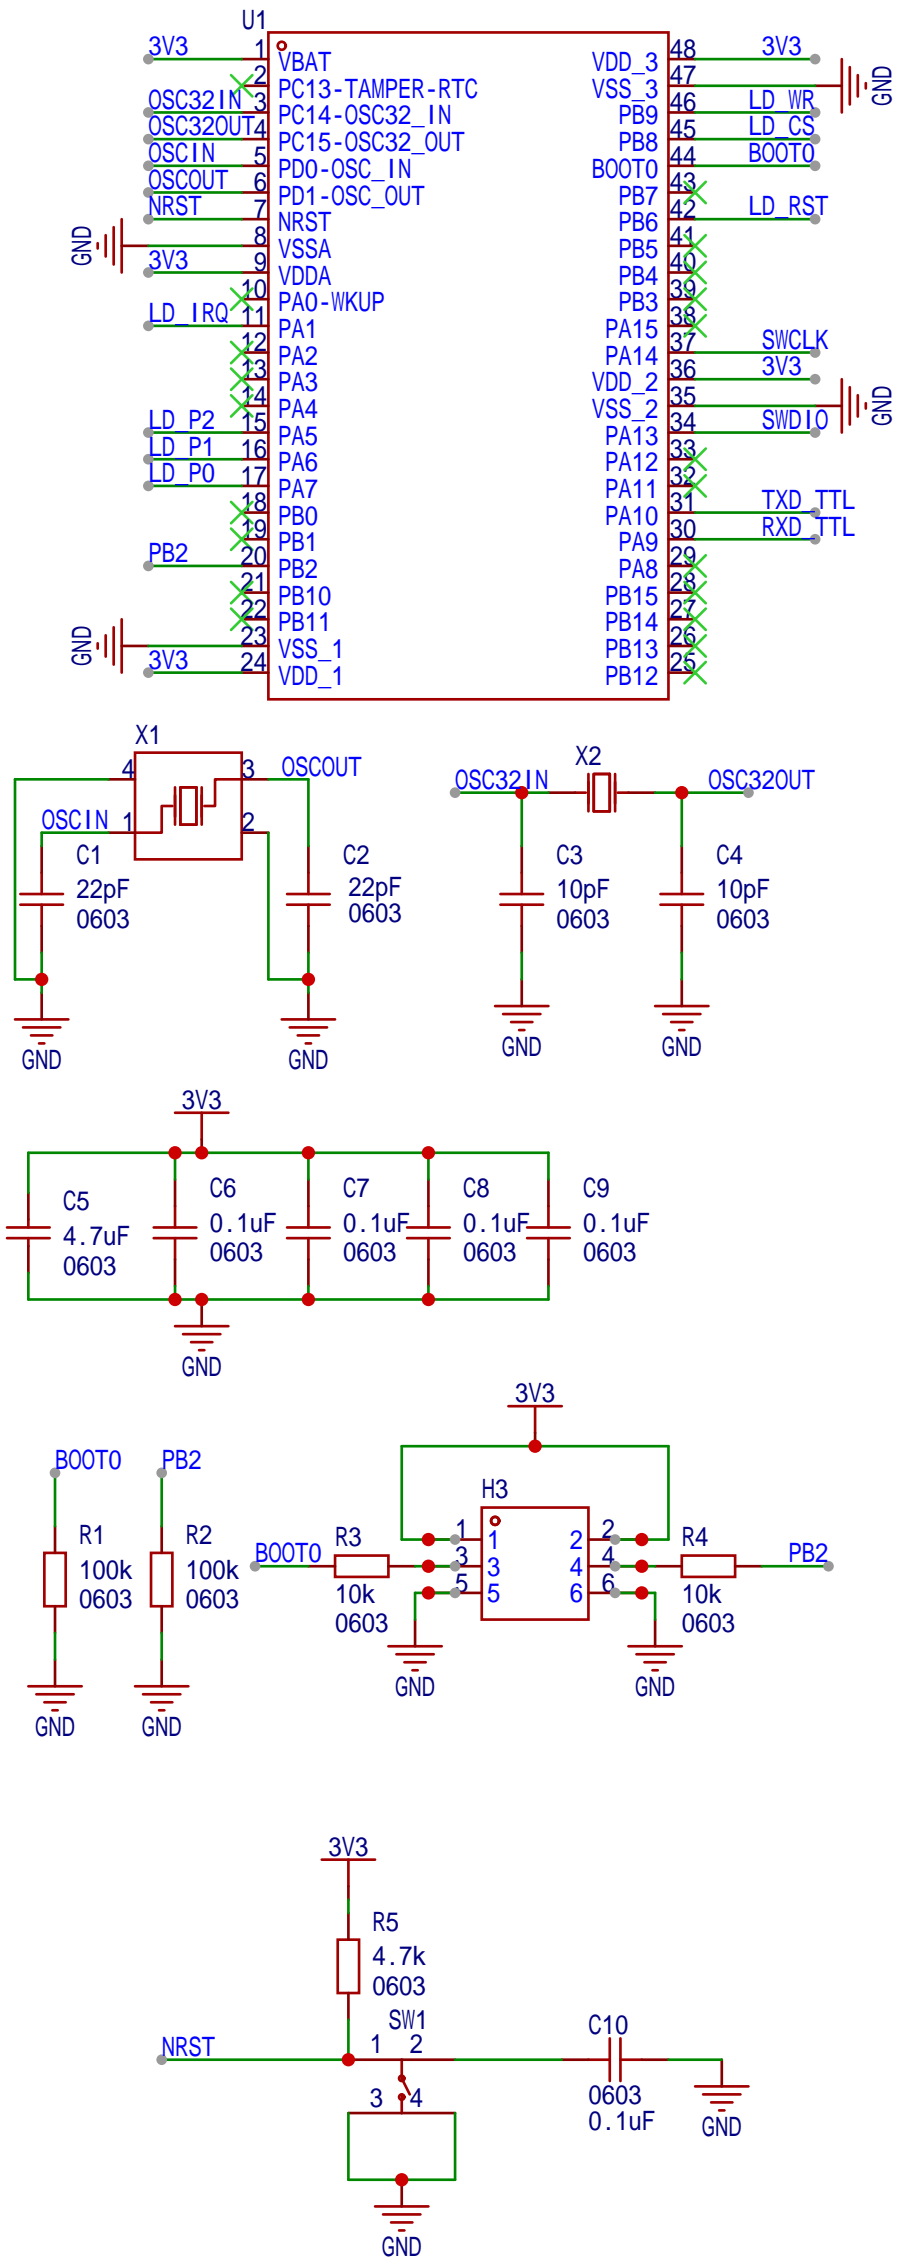 U1
3V3 1 VBAT VDD_3 48 3V3
2 PC13-TAMPER-RTC VSS_3 47 GND
OSC32IN 3 PC14-OSC32_IN PB9 46 LD_WR
OSC32OUT 4 PC15-OSC32_OUT PB8 45 LD_CS
OSCIN 5 PD0-OSC_IN BOOT0 44 BOOT0
OSCOUT 6 PD1-OSC_OUT PB7 43
NRST 7 NRST PB6 42 LD_RST
GND 8 VSSA PB5 41
3V3 9 VDDA PB4 40
10 PA0-WKUP PB3 39
LD_IRQ 11 PA1 PA15 38
12 PA2 PA14 37 SWCLK
13 PA3 VDD_2 36 3V3
14 PA4 VSS_2 35 GND
LD_P2 15 PA5 PA13 34 SWDIO
LD_P1 16 PA6 PA12 33
LD_P0 17 PA7 PA11 32
18 PB0 PA10 31 TXD_TTL
19 PB1 PA9 30 RXD_TTL
PB2 20 PB2 PA8 29
21 PB10 PB15 28
22 PB11 PB14 27
GND 23 VSS_1 PB13 26
3V3 24 VDD_1 PB12 25
X1
4 3 OSCOUT
OSCIN 1 2
C1
22pF
0603
C2
22pF
0603
GND GND
X2
OSC32IN OSC32OUT
C3
10pF
0603
C4
10pF
0603
GND GND
3V3
C5
4.7uF
0603
C6
0.1uF
0603
C7
0.1uF
0603
C8
0.1uF
0603
C9
0.1uF
0603
GND
BOOT0 PB2
R1
100k
0603
R2
100k
0603
GND GND
3V3
H3
1 1 2 2
BOOT0 R3 3 3 4 4 R4 PB2
5 5 6 6
10k
0603
10k
0603
GND GND
3V3
R5
4.7k
0603
SW1
NRST 1 2
3 4
C10
0603
0.1uF
GND
GND